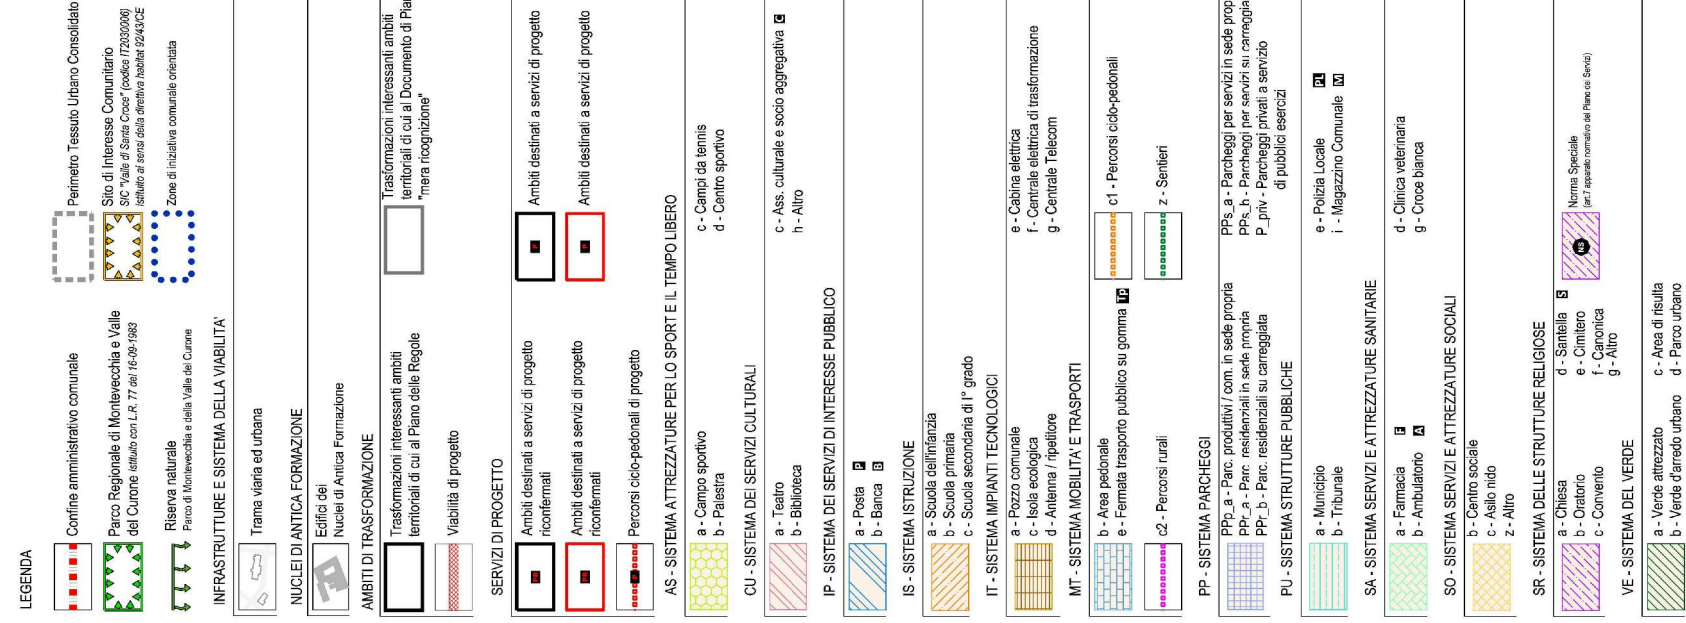 LEGENDA
Confine amministrativo comunale
Perimetro Tessuto Urbano Consolidato
Parco Regionale di Montevecchia e Valle
del Curone istituito con L.R. 77 del 16-09-1983
Sito di Interesse Comunitario
SIC "Valle di Santa Croce" (codice IT2030006)
istituito ai sensi della direttiva habitat 92/43/CE
Riserva naturale
Parco di Montevecchia e della Valle del Curone
Zone di iniziativa comunale orientata
INFRASTRUTTURE E SISTEMA DELLA VIABILITA'
Trama viaria ed urbana
NUCLEI DI ANTICA FORMAZIONE
Edifici dei
Nuclei di Antica Formazione
AMBITI DI TRASFORMAZIONE
Trasformazioni interessanti ambiti
territoriali di cui al Piano delle Regole
Trasformazioni interessanti ambiti
territoriali di cui al Documento di
"mera ricognizione"
Viabilità di progetto
SERVIZI DI PROGETTO
PR Ambiti destinati a servizi di progetto
riconfermati
P Ambiti destinati a servizi di progetto
PR Ambiti destinati a servizi di progetto
riconfermati
P Ambiti destinati a servizi di progetto
P Percorsi ciclo-pedonali di progetto
AS - SISTEMA ATTREZZATURE PER LO SPORT E IL TEMPO LIBERO
a - Campo sportivo
b - Palestra
c - Campi da tennis
d - Centro sportivo
CU - SISTEMA DEI SERVIZI CULTURALI
a - Teatro
b - Biblioteca
c - Ass. culturale e socio aggregativa C
h - Altro
IP - SISTEMA DEI SERVIZI DI INTERESSE PUBBLICO
a - Posta P
b - Banca B
IS - SISTEMA ISTRUZIONE
a - Scuola dell'infanzia
b - Scuola primaria
c - Scuola secondaria di I° grado
IT - SISTEMA IMPIANTI TECNOLOGICI
a - Pozzo comunale
c - Isola ecologica
d - Antenna / ripetitore
e - Cabina elettrica
f - Centrale elettrica di trasformazione
g - Centrale Telecom
MT - SISTEMA MOBILITA' E TRASPORTI
b - Area pedonale
e - Fermata trasporto pubblico su gomma TP
c1 - Percorsi ciclo-pedonali
c2 - Percorsi rurali
z - Sentieri
PP - SISTEMA PARCHEGGI
PPp_a - Parc. produttivi / com. in sede propria
PPr_a - Parc. residenziali in sede propria
PPr_b - Parc. residenziali su carreggiata
PPs_a - Parcheggi per servizi in sede
PPs_h - Parcheggi per servizi su
P_priv - Parcheggi privati a servizio
di pubblici esercizi
PU - SISTEMA STRUTTURE PUBBLICHE
a - Municipio
b - Tribunale
e - Polizia Locale PL
i - Magazzino Comunale M
SA - SISTEMA SERVIZI E ATTREZZATURE SANITARIE
a - Farmacia F
b - Ambulatorio A
d - Clinica veterinaria
g - Croce bianca
SO - SISTEMA SERVIZI E ATTREZZATURE SOCIALI
b - Centro sociale
c - Asilo nido
z - Altro
SR - SISTEMA DELLE STRUTTURE RELIGIOSE
a - Chiesa
b - Oratorio
c - Convento
d - Santella S
e - Cimitero
f - Canonica
g - Altro
NS Norma Speciale
(art.7 apparato normativo del Piano dei Servizi)
VE - SISTEMA DEL VERDE
a - Verde attrezzato
b - Verde d'arredo urbano
c - Area di risulta
d - Parco urbano